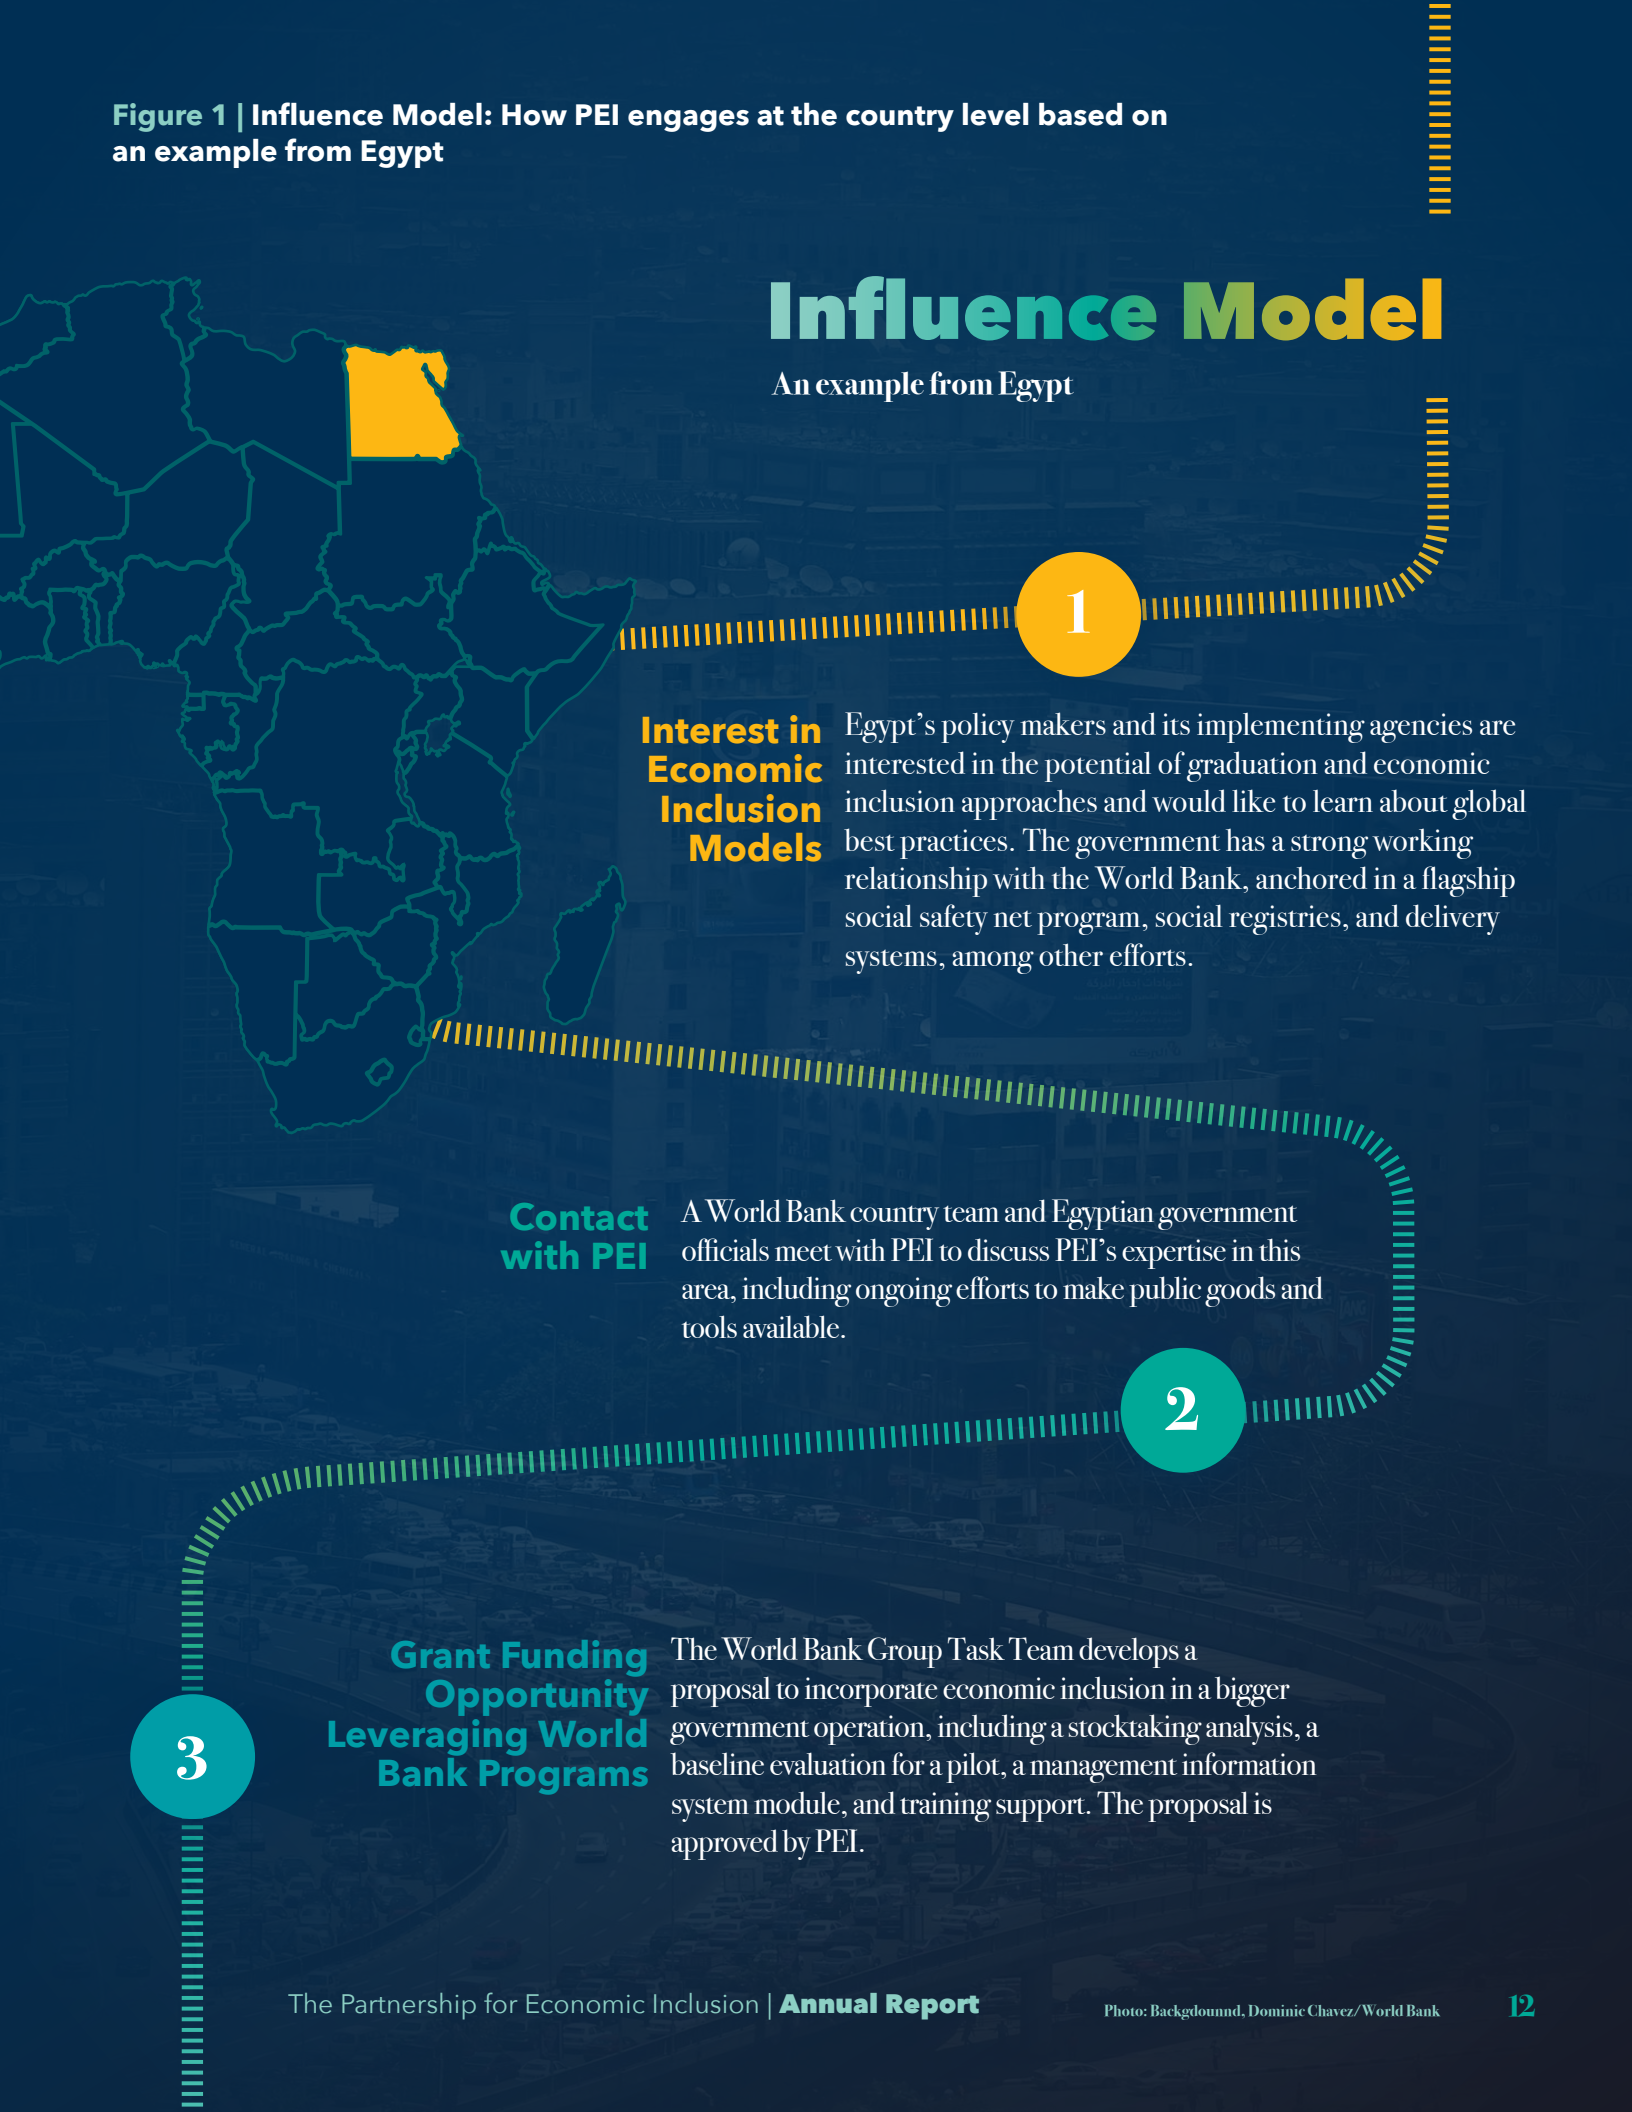 Figure 1 | Influence Model: How PEI engages at the country level based on
an example from Egypt
Influence Model
An example from Egypt
1
Interest in
Economic
Inclusion
Models
Egypt’s policy makers and its implementing agencies are
interested in the potential of graduation and economic
inclusion approaches and would like to learn about global
best practices. The government has a strong working
relationship with the World Bank, anchored in a flagship
social safety net program, social registries, and delivery
systems, among other efforts.
Contact
with PEI
A World Bank country team and Egyptian government
officials meet with PEI to discuss PEI’s expertise in this
area, including ongoing efforts to make public goods and
tools available.
2
Grant Funding
Opportunity
Leveraging World
Bank Programs
The World Bank Group Task Team develops a
proposal to incorporate economic inclusion in a bigger
government operation, including a stocktaking analysis, a
baseline evaluation for a pilot, a management information
system module, and training support. The proposal is
approved by PEI.
3
The Partnership for Economic Inclusion | Annual Report
Photo: Backgdounnd, Dominic Chavez/World Bank
12